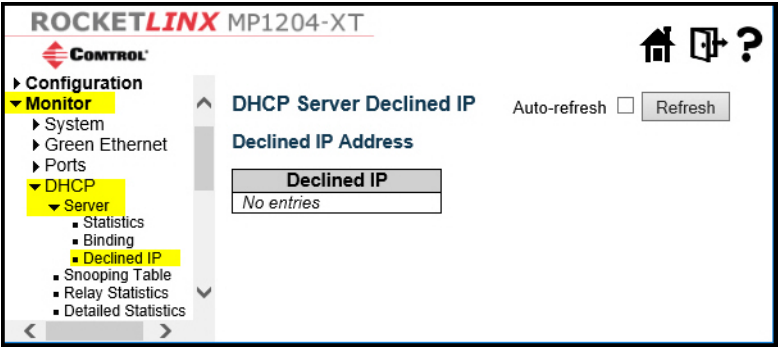 ROCKETLINX MP1204-XT
COMTROL
?
Configuration
Monitor
System
Green Ethernet
Ports
DHCP
Server
Statistics
Binding
Declined IP
Snooping Table
Relay Statistics
Detailed Statistics
DHCP Server Declined IP
Auto-refresh
Refresh
Declined IP Address
Declined IP
No entries